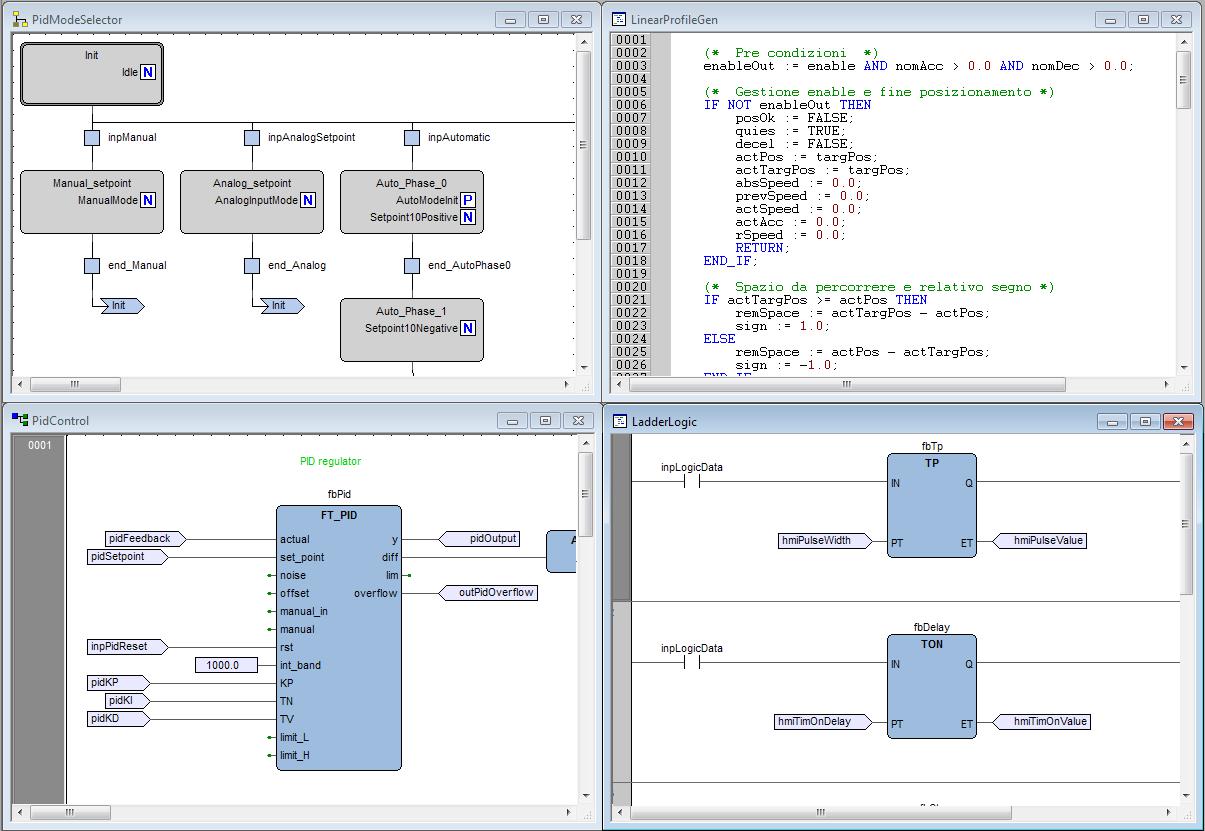 PidModeSelector
Init
Idle N
inpManual inpAnalogSetpoint inpAutomatic
Manual_setpoint
ManualMode N
Analog_setpoint
AnalogInputMode N
Auto_Phase_0
AutoModeInit P
Setpoint10Positive N
end_Manual end_Analog end_AutoPhase0
Init Init
Auto_Phase_1
Setpoint10Negative N
LinearProfileGen
0001
0002 (* Pre condizioni *)
0003 enableOut := enable AND nomAcc > 0.0 AND nomDec > 0.0;
0004
0005 (* Gestione enable e fine posizionamento *)
0006 IF NOT enableOut THEN
0007 posOk := FALSE;
0008 quies := TRUE;
0009 decel := FALSE;
0010 actPos := targPos;
0011 actTargPos := targPos;
0012 absSpeed := 0.0;
0013 prevSpeed := 0.0;
0014 actSpeed := 0.0;
0015 actAcc := 0.0;
0016 rSpeed := 0.0;
0017 RETURN;
0018 END_IF;
0019
0020 (* Spazio da percorrere e relativo segno *)
0021 IF actTargPos >= actPos THEN
0022 remSpace := actTargPos - actPos;
0023 sign := 1.0;
0024 ELSE
0025 remSpace := actPos - actTargPos;
0026 sign := -1.0;
0027 END_IF
PidControl
0001
PID regulator
fbPid
FT_PID
pidFeedback actual y pidOutput
pidSetpoint set_point diff A
noise lim
offset overflow outPidOverflow
manual_in
manual
inpPidReset rst
1000.0 int_band
pidKP KP
pidKI TN
pidKD TV
limit_L
limit_H
LadderLogic
fbTp
inpLogicData TP
IN Q
hmiPulseWidth PT ET hmiPulseValue
fbDelay
inpLogicData TON
IN Q
hmiTimOnDelay PT ET hmiTimOnValue